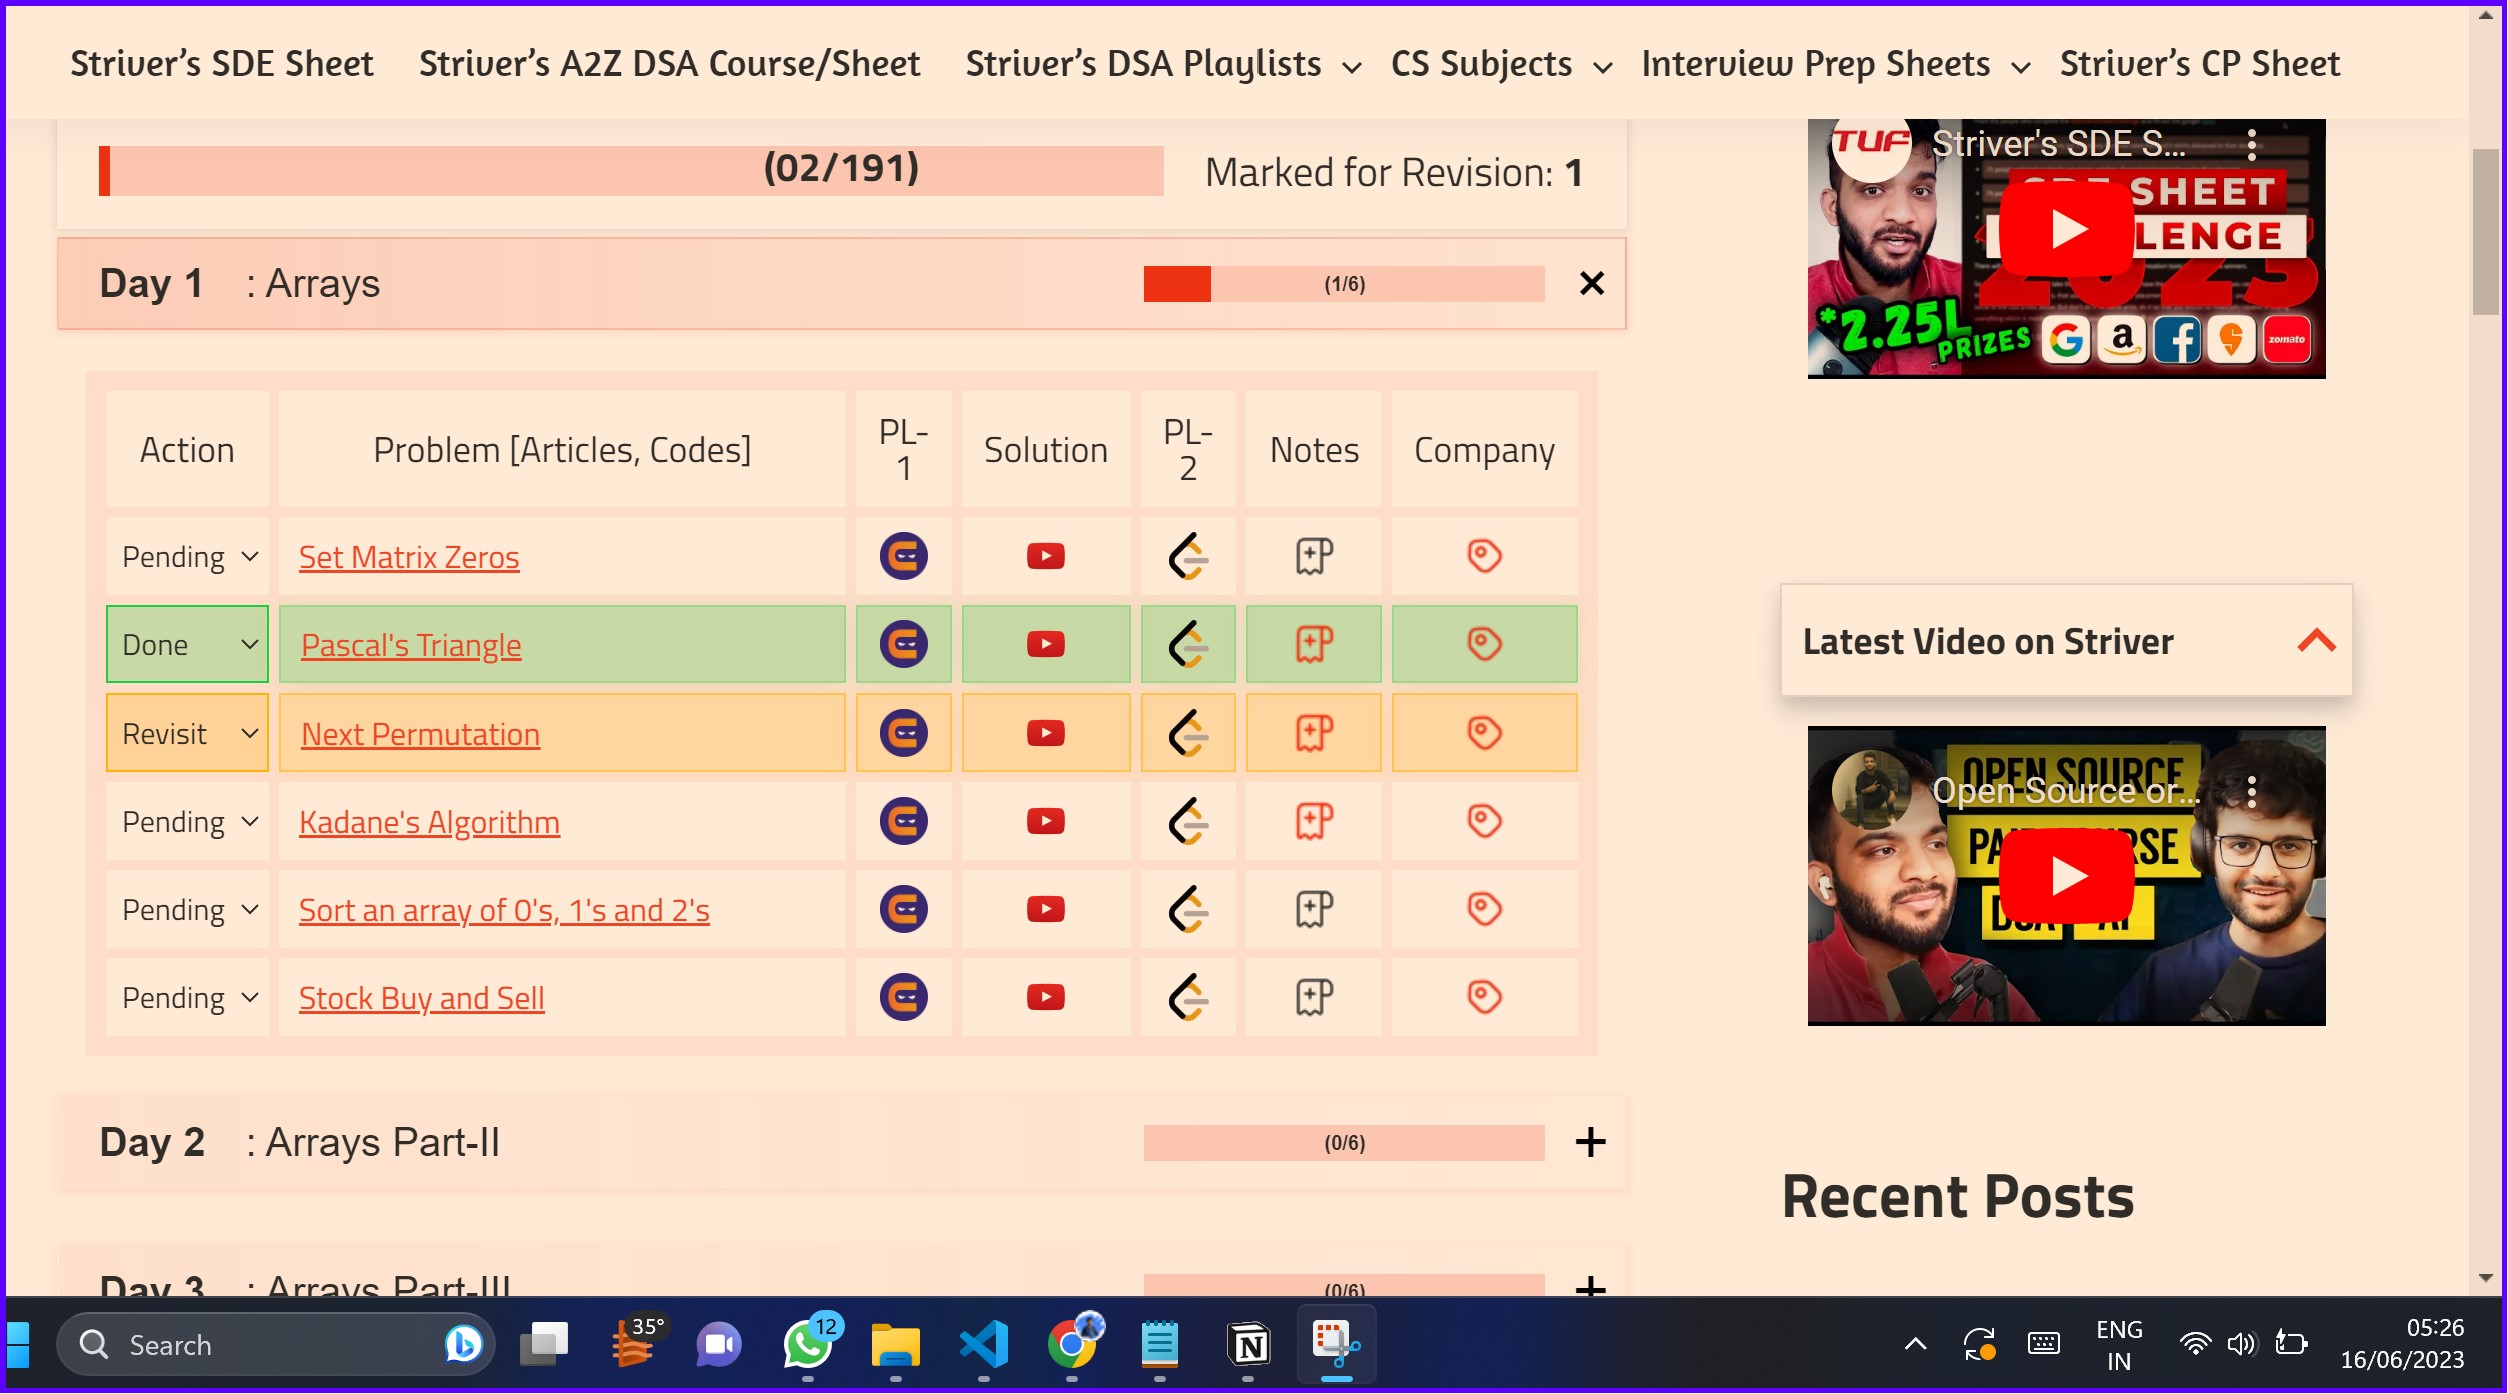 Striver's SDE Sheet
Striver's A2Z DSA Course/Sheet
Striver's DSA Playlists
CS Subjects
Interview Prep Sheets
Striver's CP Sheet
(02/191)
Marked for Revision: 1
Day 1 : Arrays
(1/6)
Action
Problem [Articles, Codes]
PL-
1
Solution
PL-
2
Notes
Company
Pending
Set Matrix Zeros
Done
Pascal's Triangle
Revisit
Next Permutation
Pending
Kadane's Algorithm
Pending
Sort an array of 0's, 1's and 2's
Pending
Stock Buy and Sell
Day 2 : Arrays Part-II
(0/6)
Day 3 : Arrays Part-III
(0/6)
TUF
Striver's SDE S...
SHEET
LENGE
2023
*2.25L
PRIZES
a
zomato
Latest Video on Striver
OPEN SOURCE
Open Source or...
Recent Posts
Search
35°
12
N
ENG
IN
05:26
16/06/2023